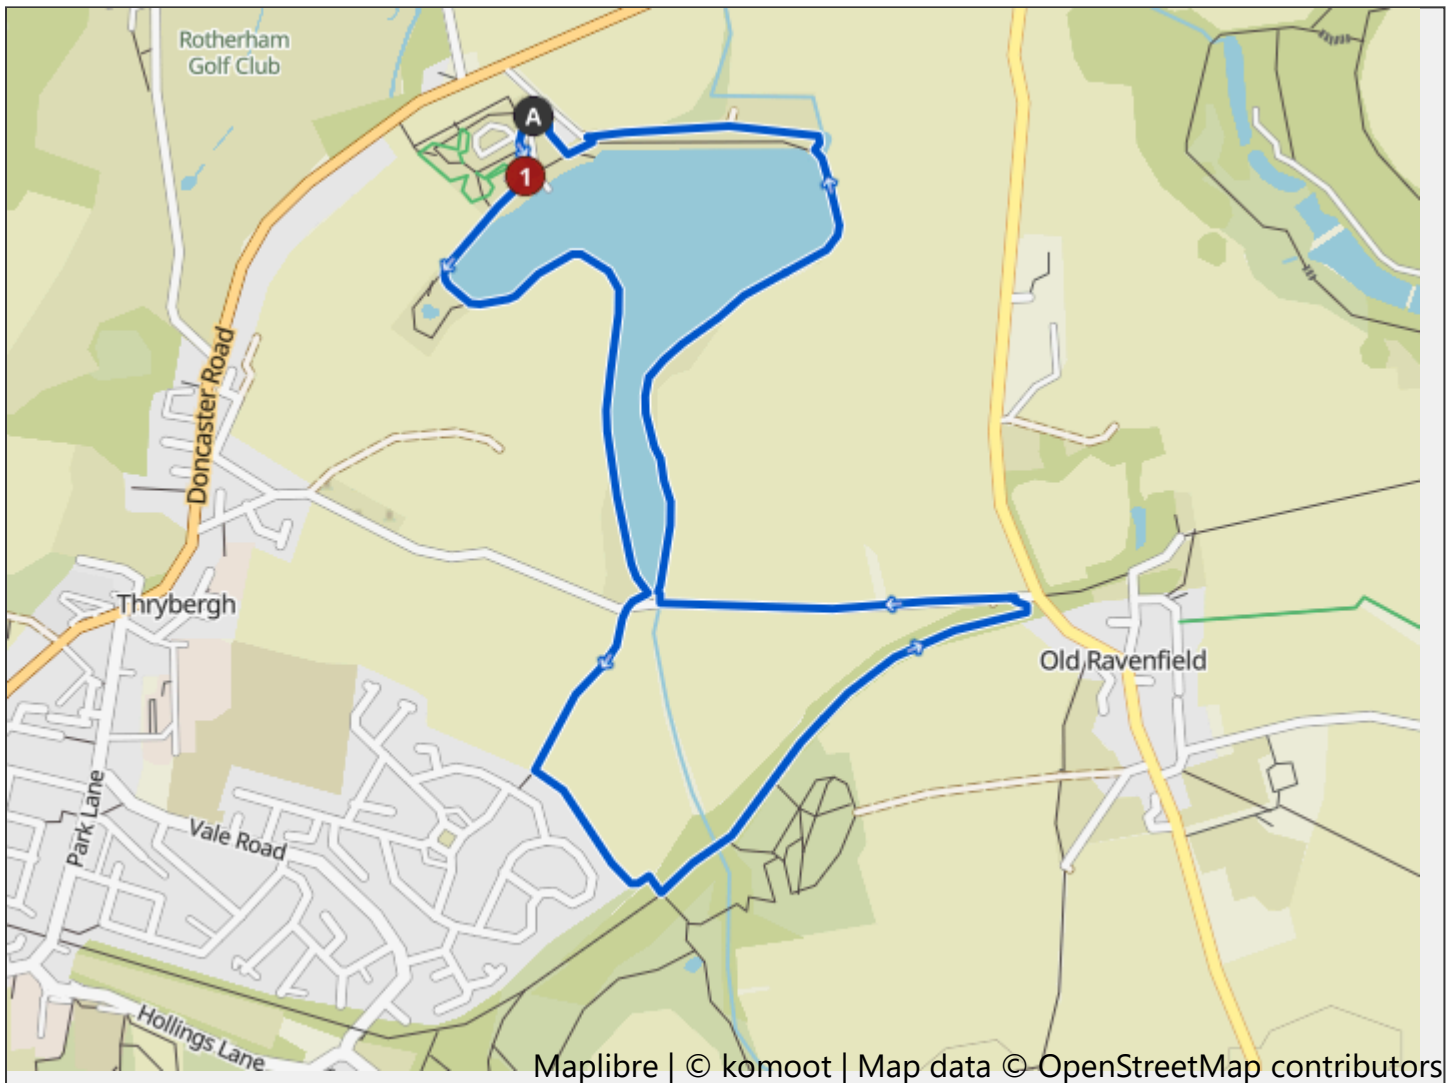 Rotherham
Golf Club
A
1
Doncaster Road
Thrybergh
Old Ravenfield
Park Lane
Vale Road
Hollings Lane
Maplibre | © komoot | Map data © OpenStreetMap contributors